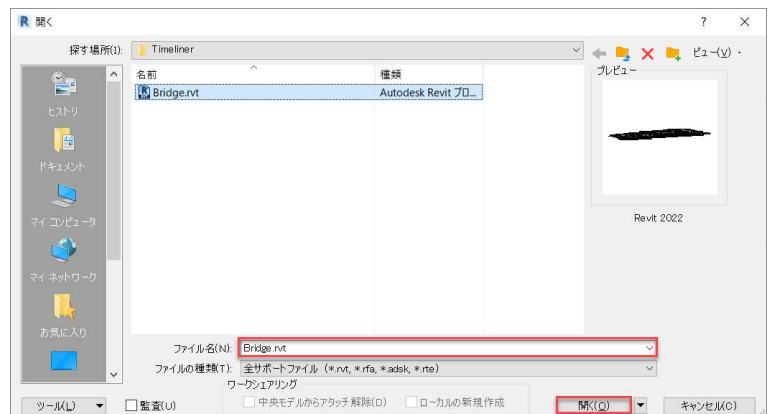 開く
探す場所(I): Timeliner ビュー(V)
名前 種類 プレビュー
Bridge.rvt Autodesk Revit プロ...
ヒストリ
ドキュメント
マイ コンピュータ
Revit 2022
マイ ネットワーク
お気に入り
ファイル名(N): Bridge.rvt
ファイルの種類(T): 全サポートファイル (*.rvt, *.rfa, *.adsk, *.rte)
ワークシェアリング
ツール(L) 監査(U) 中央モデルからアタッチ解除(D) ローカルの新規作成 開く(O) キャンセル(C)